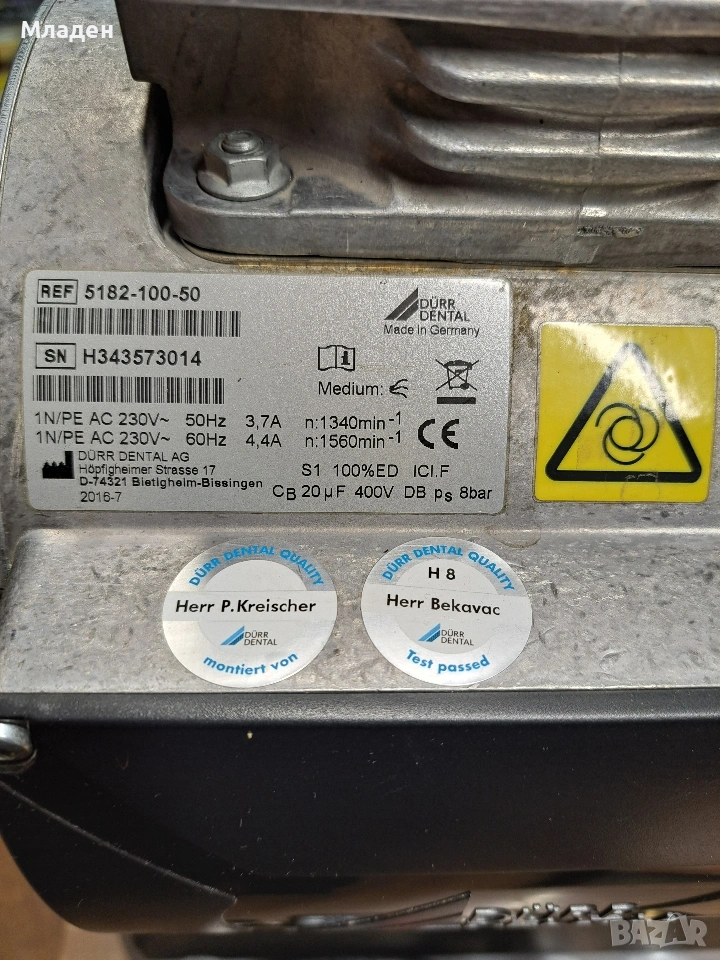 Младен
REF 5182-100-50
DÜRR
DENTAL
Made in Germany
SN H343573014
Medium:
1N/PE AC 230V~ 50Hz 3,7A n:1340min-1
1N/PE AC 230V~ 60Hz 4,4A n:1560min-1
CE
DÜRR DENTAL AG
Höpfigheimer Strasse 17
D-74321 Bietigheim-Bissingen
2016-7
S1 100%ED ICl.F
CB 20µF 400V DB ps 8bar
DÜRR DENTAL QUALITY
Herr P.Kreischer
DÜRR
DENTAL
montiert von
DÜRR DENTAL QUALITY
H 8
Herr Bekavac
DÜRR
DENTAL
Test passed
BAZAR